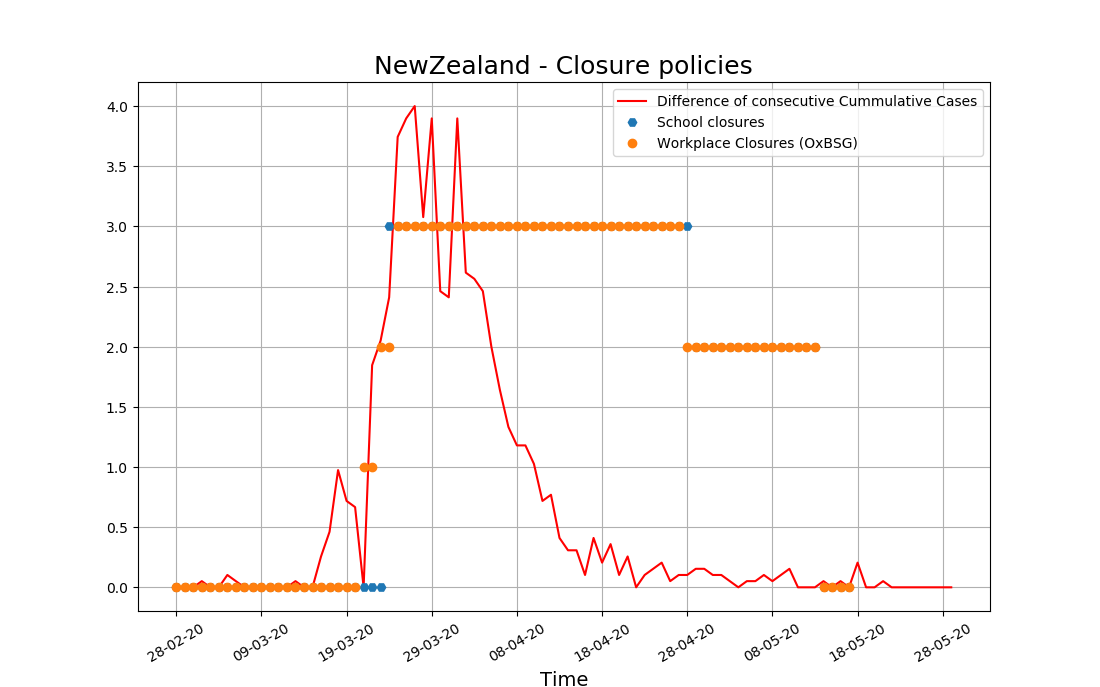 NewZealand - Closure policies
Difference of consecutive Cummulative Cases
School closures
Workplace Closures (OxBSG)
4.0
3.5
3.0
2.5
2.0
1.5
1.0
0.5
0.0
28-02-20 09-03-20 19-03-20 29-03-20 08-04-20 18-04-20 28-04-20 08-05-20 18-05-20 28-05-20
Time